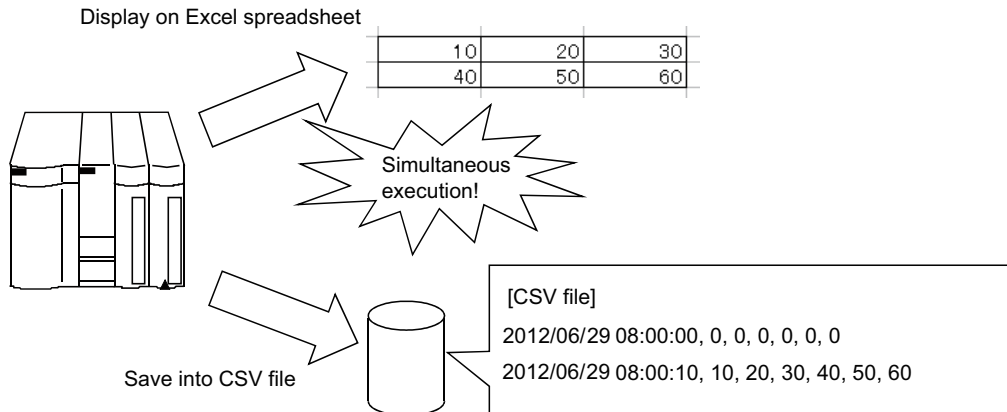 Display on Excel spreadsheet
10 20 30
40 50 60
Simultaneous
execution!
[CSV file]
2012/06/29 08:00:00, 0, 0, 0, 0, 0, 0
2012/06/29 08:00:10, 10, 20, 30, 40, 50, 60
Save into CSV file